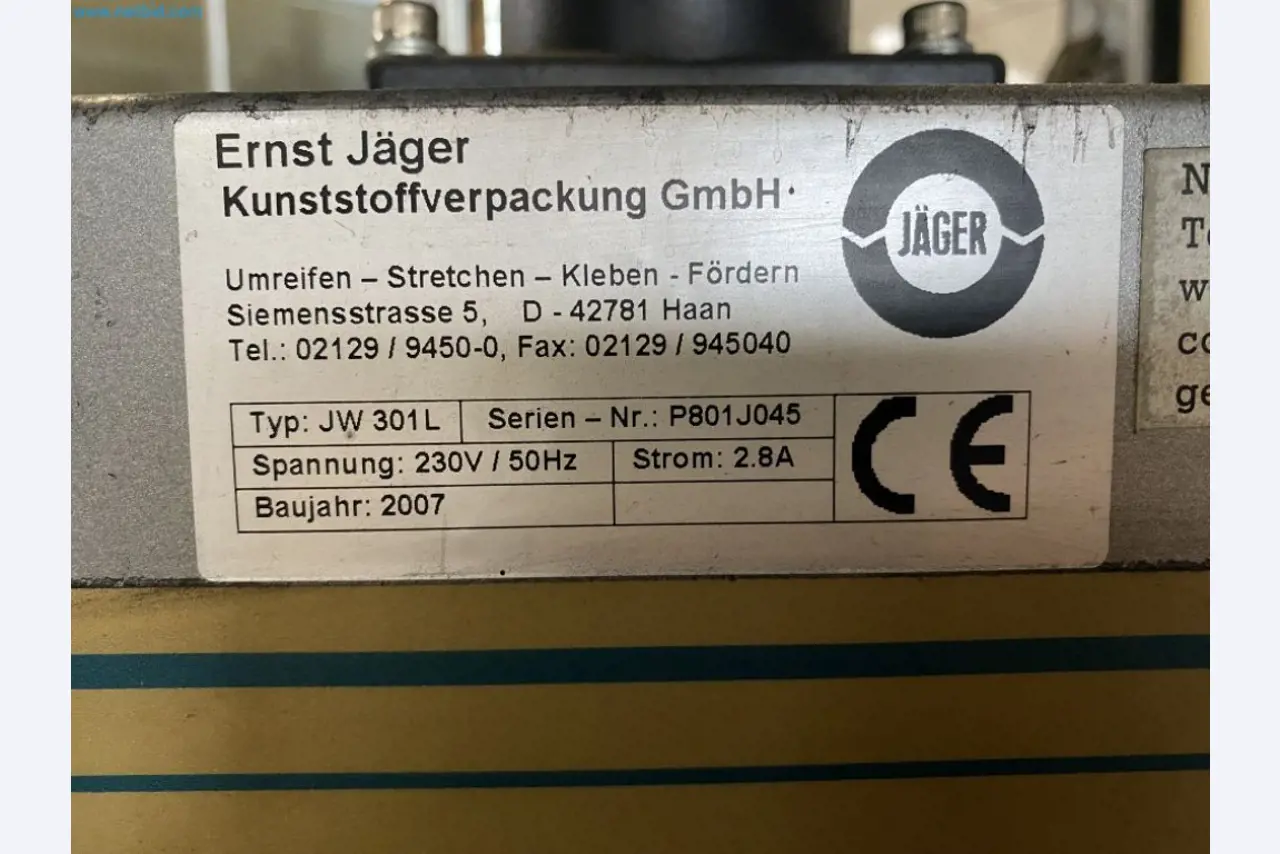 Ernst Jäger
Kunststoffverpackung GmbH
JÄGER
Umreifen – Stretchen – Kleben - Fördern
Siemensstrasse 5, D - 42781 Haan
Tel.: 02129 / 9450-0, Fax: 02129 / 945040
Typ: JW 301L Serien – Nr.: P801J045
Spannung: 230V / 50Hz Strom: 2.8A
Baujahr: 2007
CE